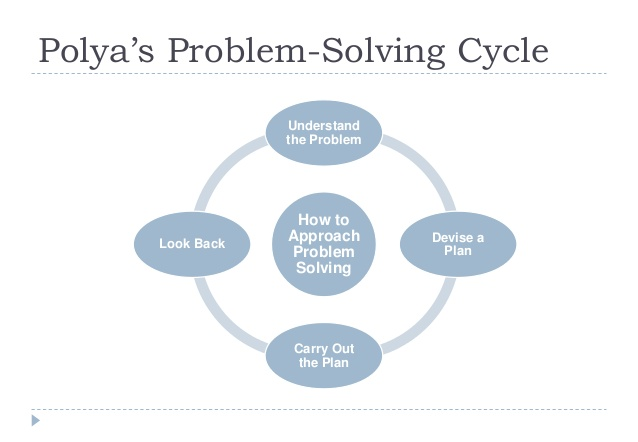 Polya’s Problem-Solving Cycle
Understand
the Problem
How to
Approach
Problem
Solving
Look Back
Devise a
Plan
Carry Out
the Plan